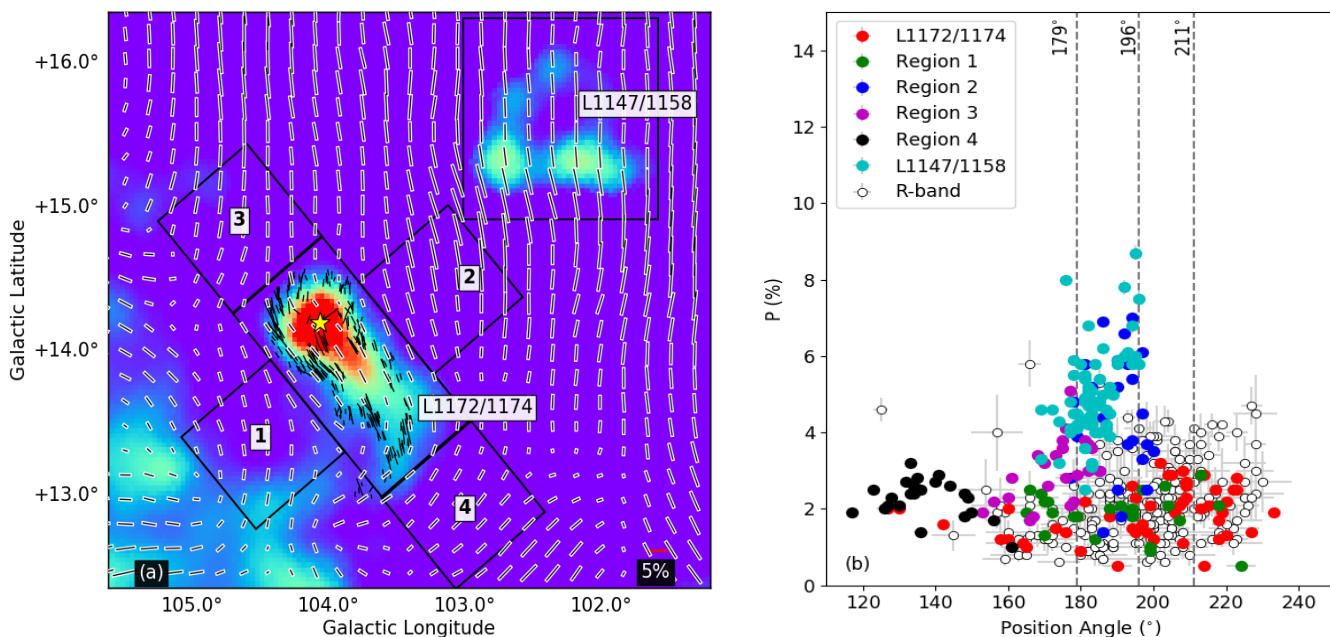 +16.0°
+15.0°
+14.0°
+13.0°
Galactic Latitude
L1147/1158
3
2
L1172/1174
1
4
(a)
5%
105.0°
104.0°
103.0°
102.0°
Galactic Longitude
P (%)
14
12
10
8
6
4
2
0
L1172/1174
Region 1
Region 2
Region 3
Region 4
L1147/1158
R-band
179°
196°
211°
(b)
120
140
160
180
200
220
240
Position Angle (°)